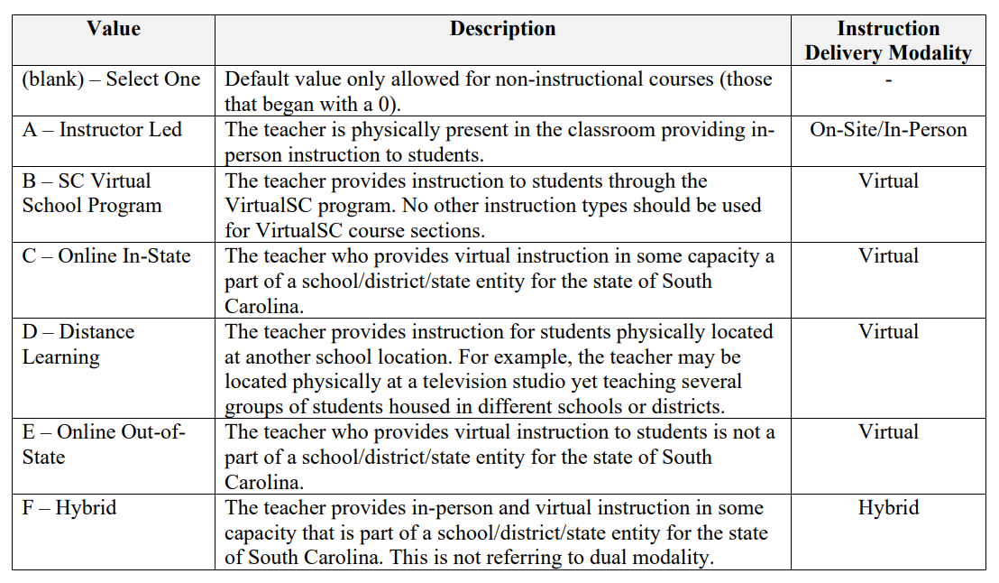 Value
Description
Instruction
Delivery Modality
(blank) – Select One
Default value only allowed for non-instructional courses (those
that began with a 0).
-
A – Instructor Led
The teacher is physically present in the classroom providing in-
person instruction to students.
On-Site/In-Person
B – SC Virtual
School Program
The teacher provides instruction to students through the
VirtualSC program. No other instruction types should be used
for VirtualSC course sections.
Virtual
C – Online In-State
The teacher who provides virtual instruction in some capacity a
part of a school/district/state entity for the state of South
Carolina.
Virtual
D – Distance
Learning
The teacher provides instruction for students physically located
at another school location. For example, the teacher may be
located physically at a television studio yet teaching several
groups of students housed in different schools or districts.
Virtual
E – Online Out-of-
State
The teacher who provides virtual instruction to students is not a
part of a school/district/state entity for the state of South
Carolina.
Virtual
F – Hybrid
The teacher provides in-person and virtual instruction in some
capacity that is part of a school/district/state entity for the state
of South Carolina. This is not referring to dual modality.
Hybrid